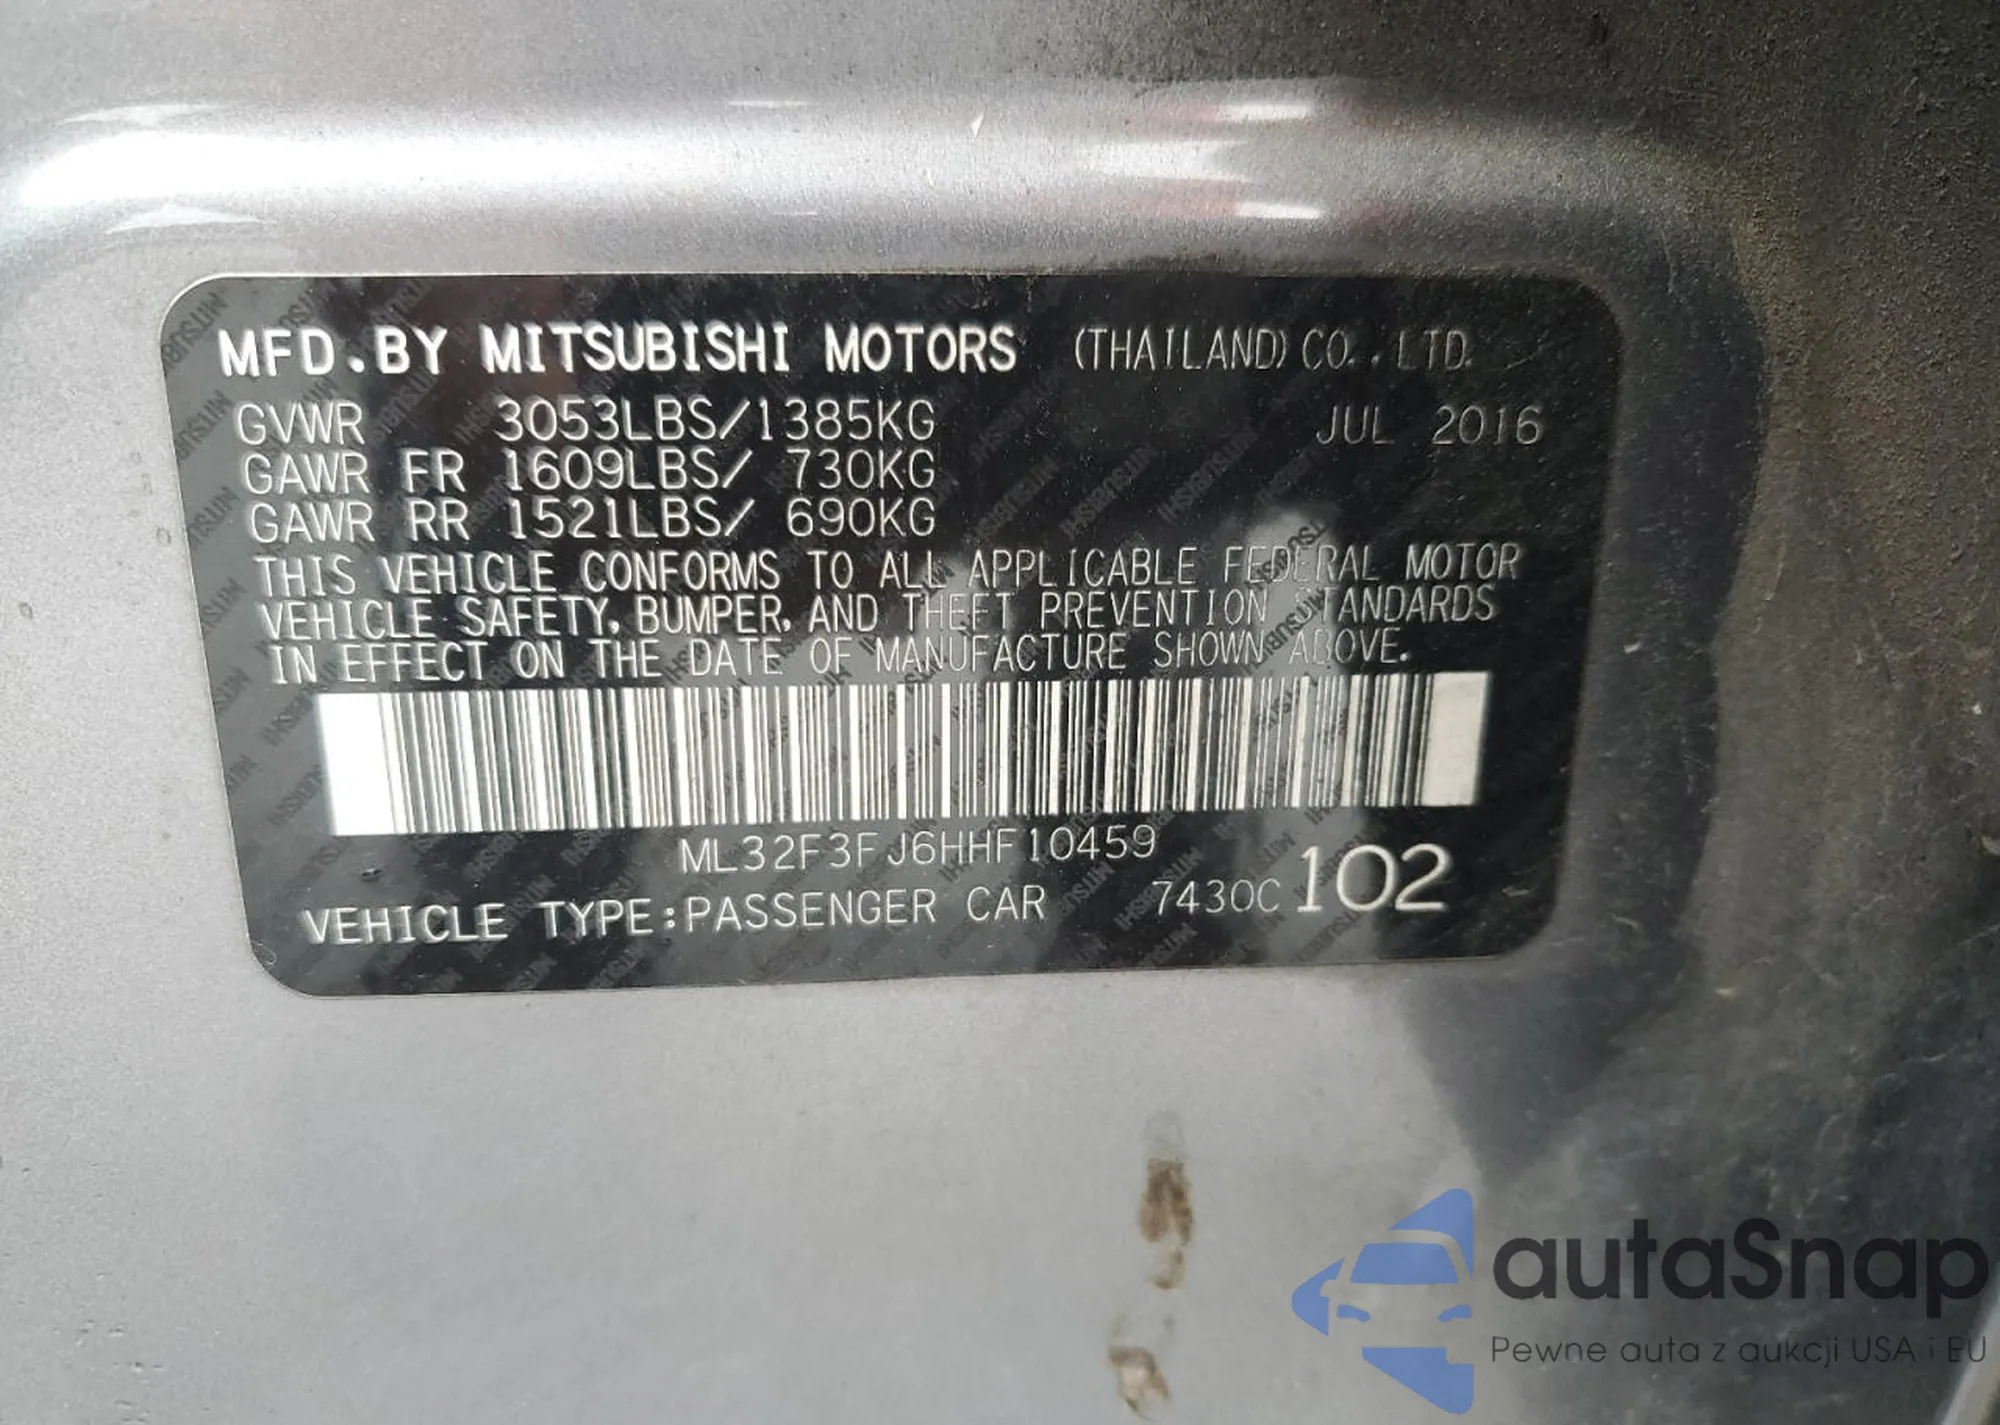 MFD.BY MITSUBISHI MOTORS (THAILAND) CO.,LTD.
GVWR 3053LBS/1385KG JUL 2016
GAWR FR 1609LBS/ 730KG
GAWR RR 1521LBS/ 690KG
THIS VEHICLE CONFORMS TO ALL APPLICABLE FEDERAL MOTOR
VEHICLE SAFETY, BUMPER, AND THEFT PREVENTION STANDARDS
IN EFFECT ON THE DATE OF MANUFACTURE SHOWN ABOVE.
ML32F3FJ6HHF10459
VEHICLE TYPE:PASSENGER CAR 7430C 102
autaSnap
Pewne auta z aukcji USA i EU